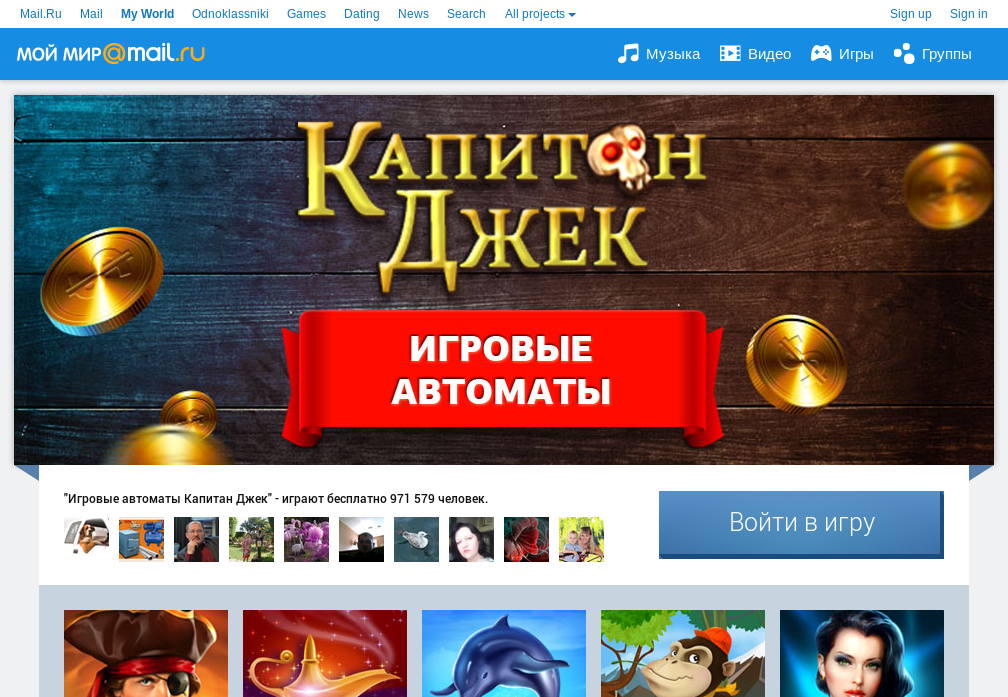 Mail.Ru Mail My World Odnoklassniki Games Dating News Search All projects Sign up Sign in
МОЙ МИР@mail.ru Музыка Видео Игры Группы
КАПИТОН
ДЖЕК
ИГРОВЫЕ
АВТОМАТЫ
"Игровые автоматы Капитан Джек" - играют бесплатно 971 579 человек.
Войти в игру